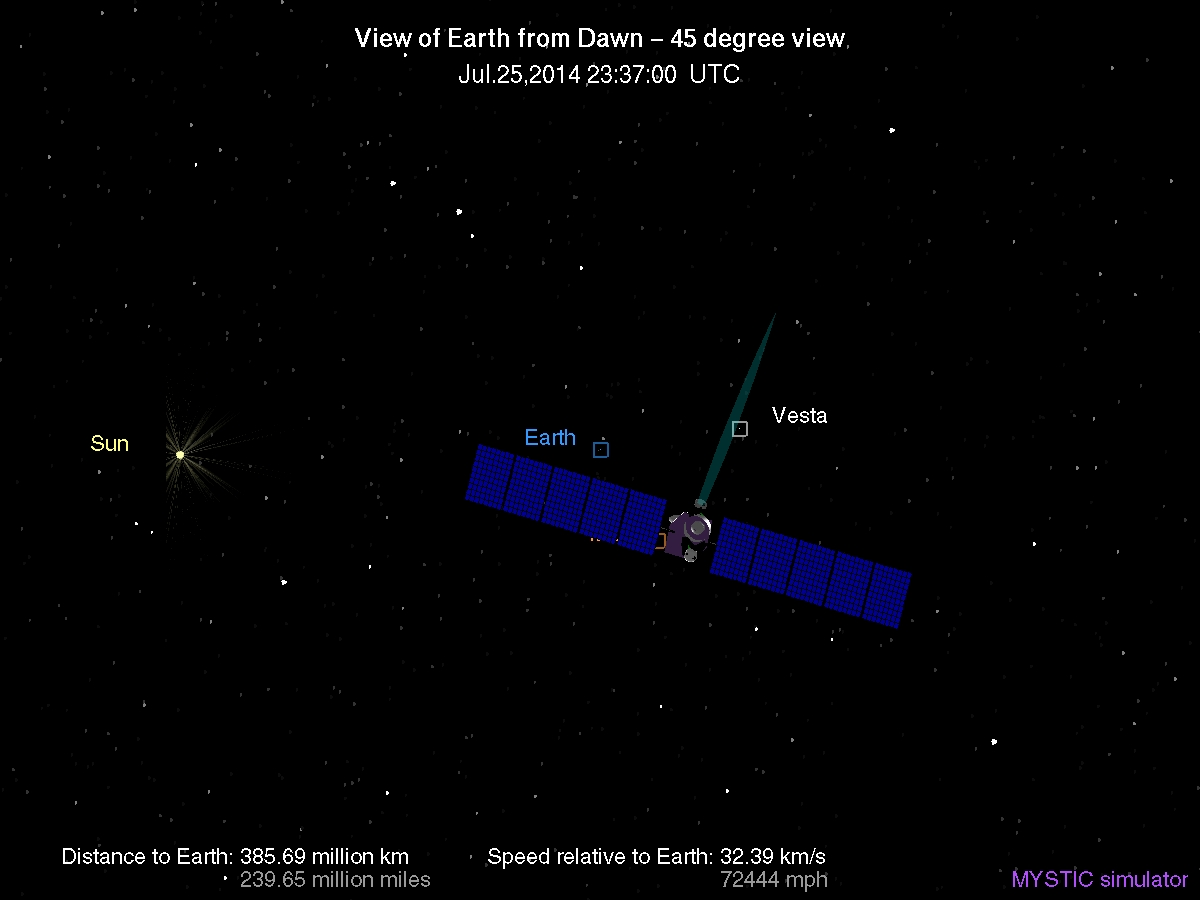 View of Earth from Dawn – 45 degree view
Jul.25,2014 23:37:00 UTC
Vesta
Earth
Sun
Distance to Earth: 385.69 million km
239.65 million miles
Speed relative to Earth: 32.39 km/s
72444 mph
MYSTIC simulator